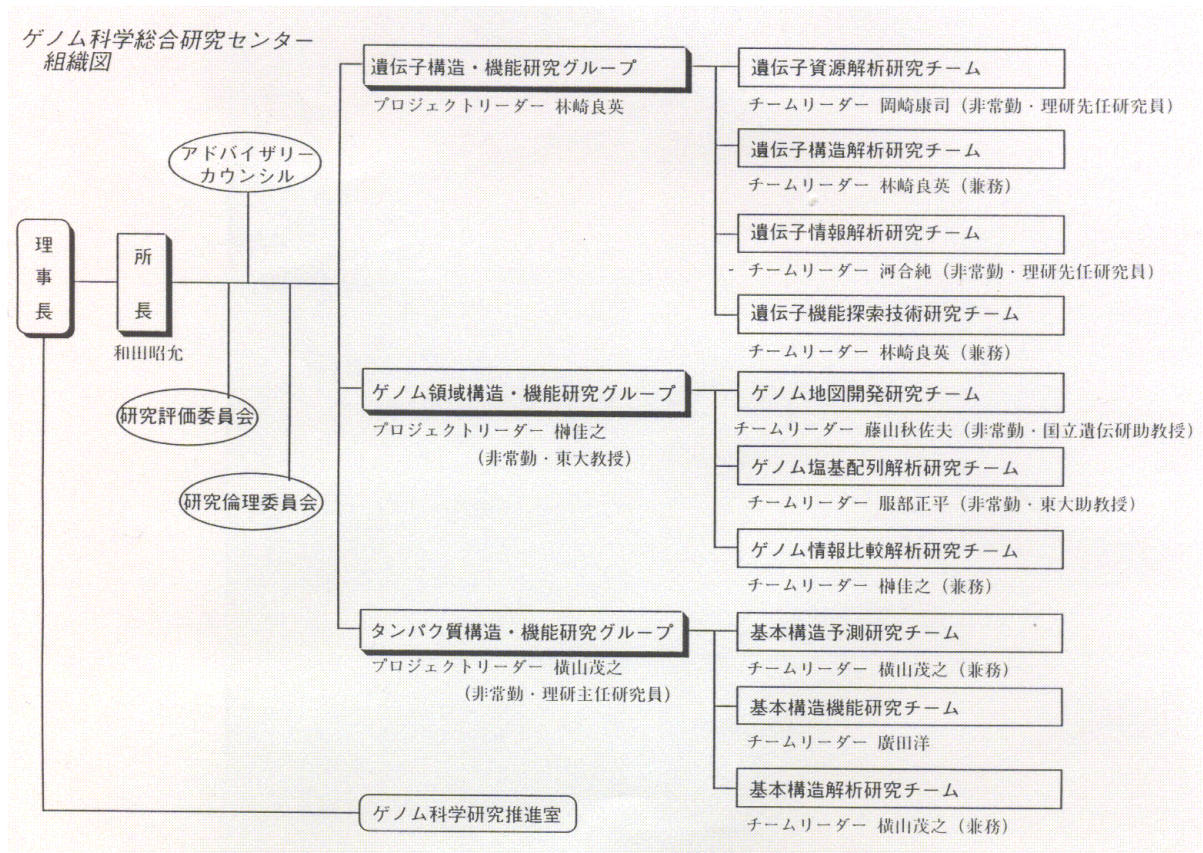 ゲノム科学総合研究センター
組織図
アドバイザリー
カウンシル
理事長
所長
和田昭允
研究評価委員会
研究倫理委員会
遺伝子構造・機能研究グループ
プロジェクトリーダー 林崎良英
遺伝子資源解析研究チーム
チームリーダー 岡崎康司(非常勤・理研先任研究員)
遺伝子構造解析研究チーム
チームリーダー 林崎良英(兼務)
遺伝子情報解析研究チーム
チームリーダー 河合純(非常勤・理研先任研究員)
遺伝子機能探索技術研究チーム
チームリーダー 林崎良英(兼務)
ゲノム領域構造・機能研究グループ
プロジェクトリーダー 榊佳之
(非常勤・東大教授)
ゲノム地図開発研究チーム
チームリーダー 藤山秋佐夫(非常勤・国立遺伝研助教授)
ゲノム塩基配列解析研究チーム
チームリーダー 服部正平(非常勤・東大助教授)
ゲノム情報比較解析研究チーム
チームリーダー 榊佳之(兼務)
タンパク質構造・機能研究グループ
プロジェクトリーダー 横山茂之
(非常勤・理研主任研究員)
基本構造予測研究チーム
チームリーダー 横山茂之(兼務)
基本構造機能研究チーム
チームリーダー 廣田洋
基本構造解析研究チーム
チームリーダー 横山茂之(兼務)
ゲノム科学研究推進室